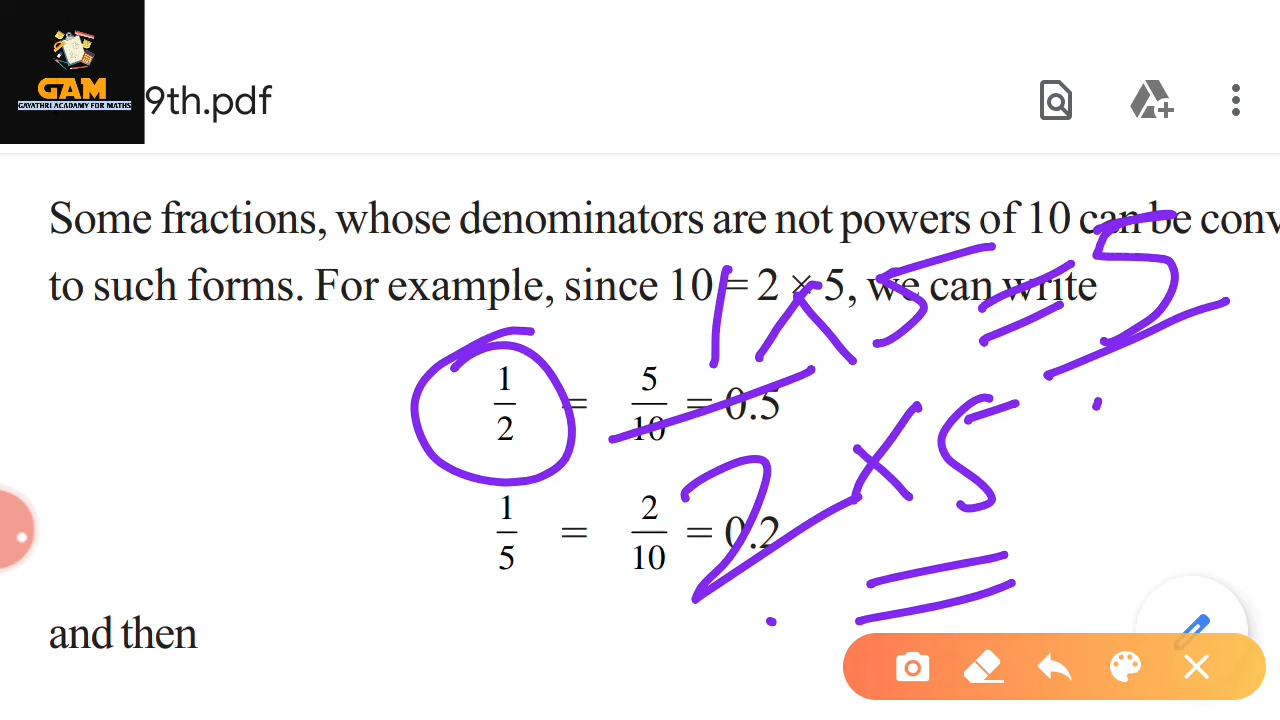 GAM
GAYATHRI ACADAMY FOR MATHS
9th.pdf
Some fractions, whose denominators are not powers of 10 can be conv
to such forms. For example, since 10 = 2 × 5, we can write
1 × 5 = 5
1/2 = 5/10 = 0.5
2 × 5 =
1/5 = 2/10 = 0.2
and then